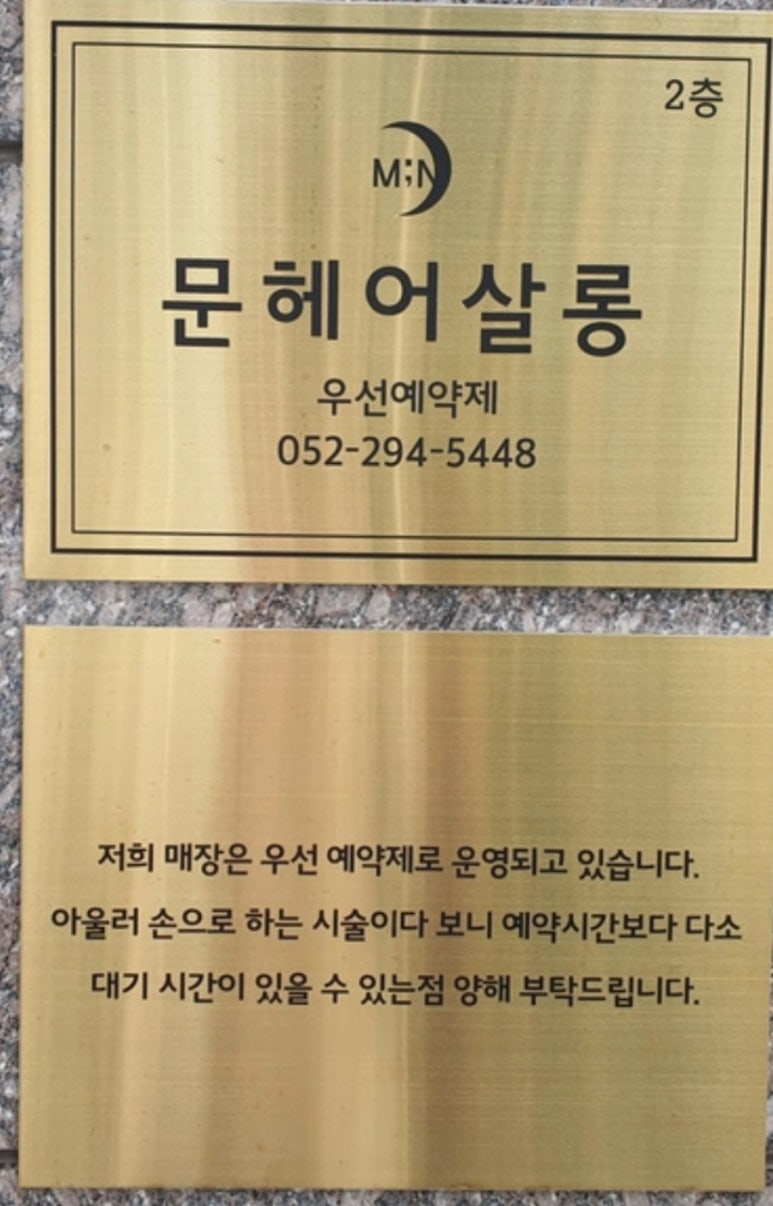 2층
M;N
문헤어살롱
우선예약제
052-294-5448
저희 매장은 우선 예약제로 운영되고 있습니다.
아울러 손으로 하는 시술이다 보니 예약시간보다 다소
대기 시간이 있을 수 있는점 양해 부탁드립니다.